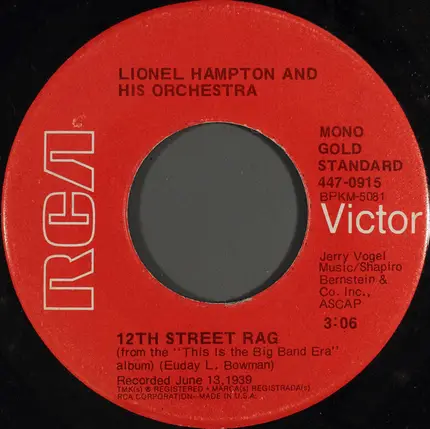 LIONEL HAMPTON AND
HIS ORCHESTRA
RCA
MONO
GOLD
STANDARD
447-0915
BPKM-5081
Victor
Jerry Vogel
Music/Shapiro
Bernstein &
Co. Inc.,
ASCAP
3:06
12TH STREET RAG
(from the "This Is the Big Band Era"
album) (Euday L. Bowman)
Recorded June 13, 1939
TMK(s) ® REGISTERED • MARCA(s) REGISTRADA(s)
RCA CORPORATION—MADE IN U.S.A.